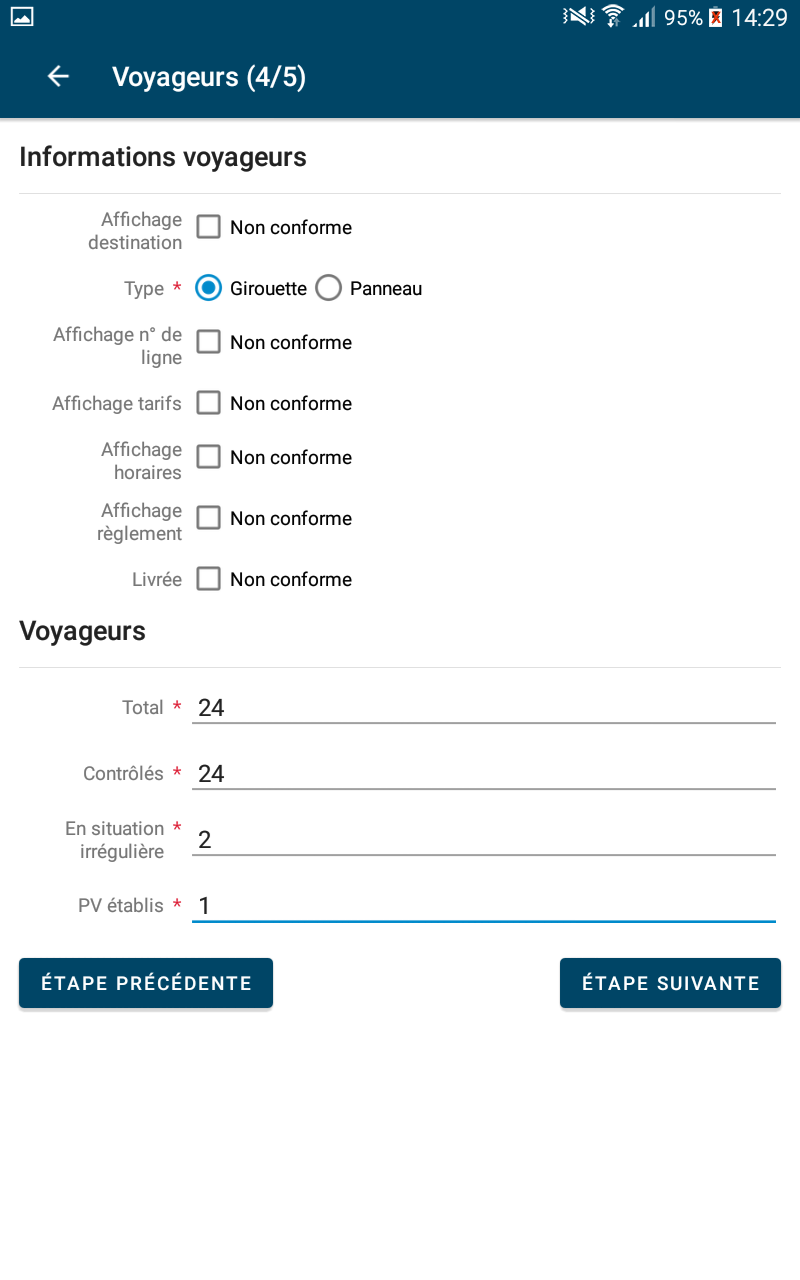 95% 14:29
Voyageurs (4/5)
Informations voyageurs
Affichage
destination
Non conforme
Type * Girouette Panneau
Affichage n° de
ligne
Non conforme
Affichage tarifs Non conforme
Affichage
horaires
Non conforme
Affichage
règlement
Non conforme
Livrée Non conforme
Voyageurs
Total * 24
Contrôlés * 24
En situation *
irrégulière
2
PV établis * 1
ÉTAPE PRÉCÉDENTE ÉTAPE SUIVANTE